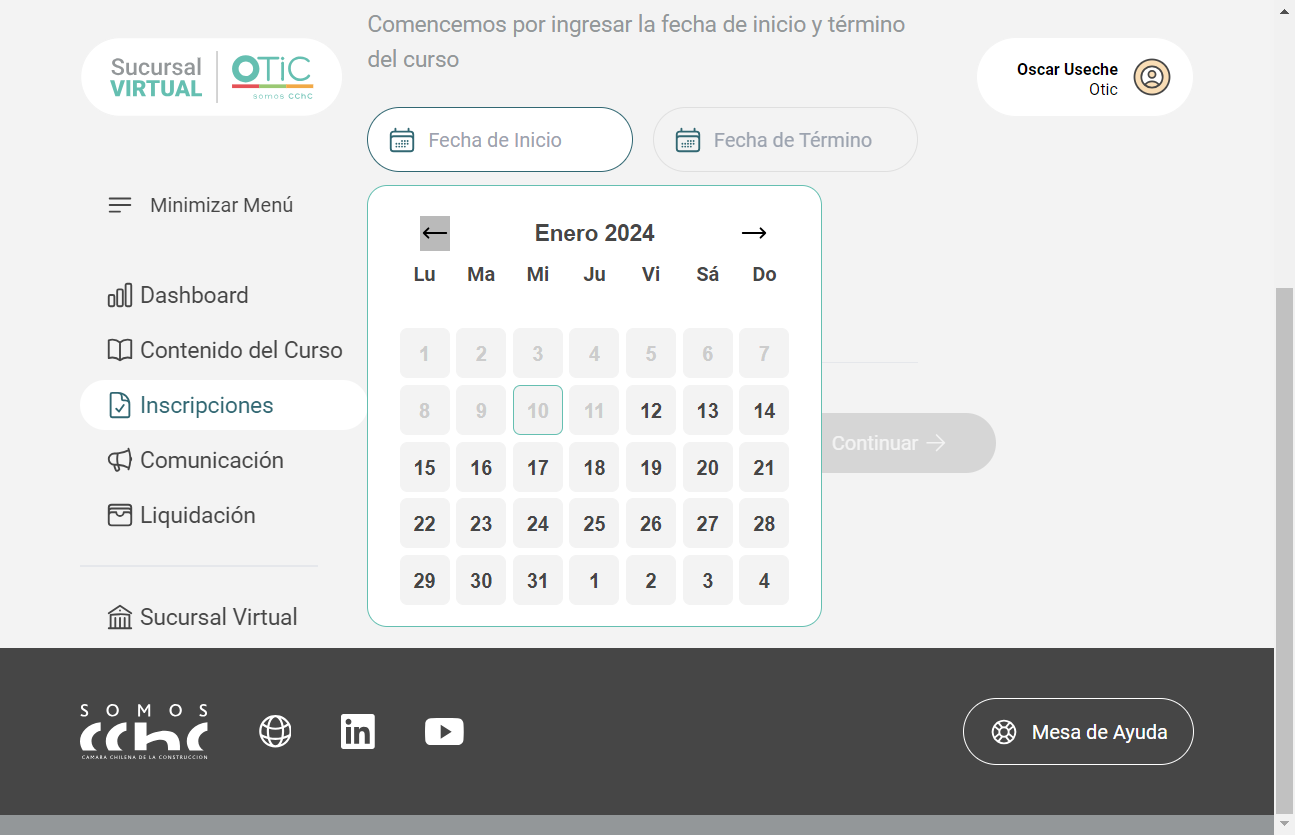 Comencemos por ingresar la fecha de inicio y término
del curso
Sucursal
VIRTUAL
OTiC
somos CChC
Oscar Useche
Otic
Fecha de Inicio
Fecha de Término
Minimizar Menú
Dashboard
Contenido del Curso
Inscripciones
Comunicación
Liquidación
Sucursal Virtual
Enero 2024
Lu Ma Mi Ju Vi Sá Do
1 2 3 4 5 6 7
8 9 10 11 12 13 14
15 16 17 18 19 20 21
22 23 24 25 26 27 28
29 30 31 1 2 3 4
Continuar
SOMOS
cchc
CAMARA CHILENA DE LA CONSTRUCCION
in
Mesa de Ayuda